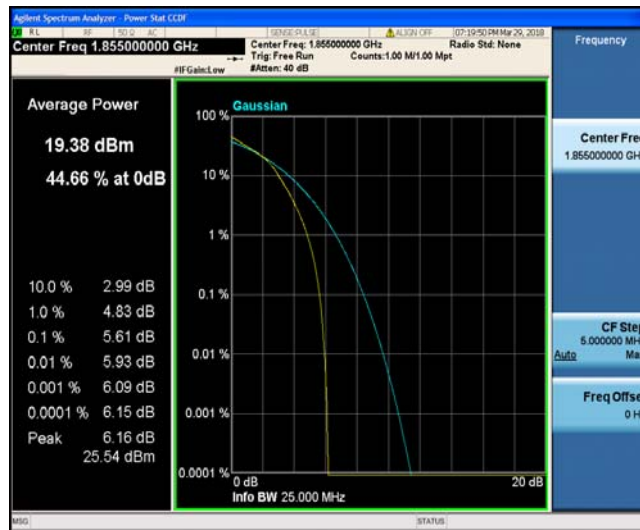 Agilent Spectrum Analyzer - Power Stat CCDF
RL RF 50 Ω AC SENSE:PULSE ALIGN OFF 07:19:50 PM Mar 29, 2018
Center Freq 1.855000000 GHz
Center Freq: 1.855000000 GHz Radio Std: None
Trig: Free Run Counts:1.00 M/1.00 Mpt
#IFGain:Low #Atten: 40 dB
Frequency
Average Power
19.38 dBm
44.66 % at 0dB
10.0 % 2.99 dB
1.0 % 4.83 dB
0.1 % 5.61 dB
0.01 % 5.93 dB
0.001 % 6.09 dB
0.0001 % 6.15 dB
Peak 6.16 dB
25.54 dBm
Gaussian
100 %
10 %
1 %
0.1 %
0.01 %
0.001 %
0.0001 %
0 dB 20 dB
Info BW 25.000 MHz
Center Fre
1.855000000 GH
CF Ste
5.000000 MH
Auto Ma
Freq Offse
0 H
MSG STATUS